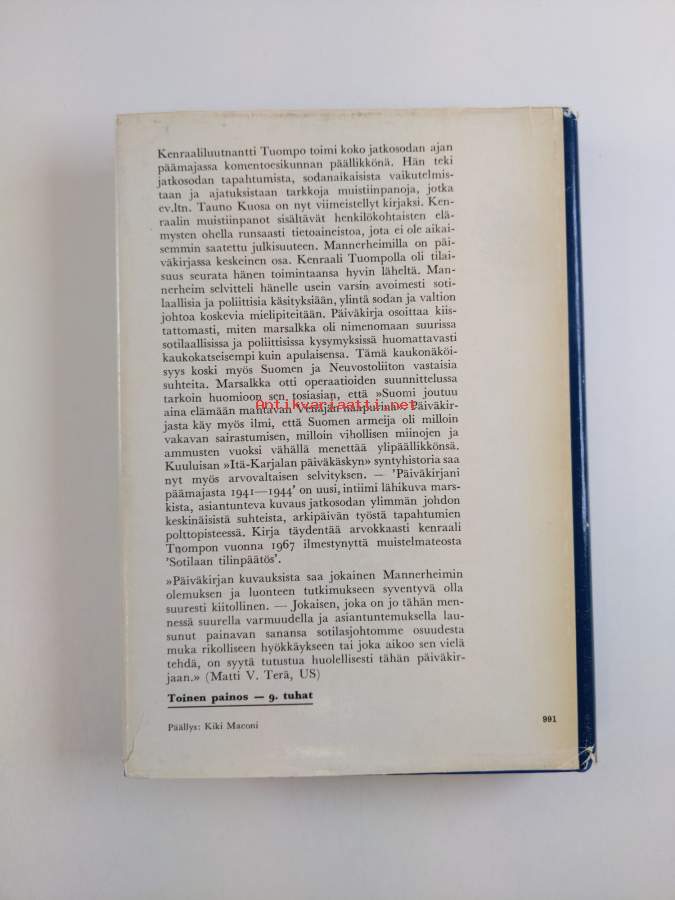 Kenraaliluutnantti Tuompo toimi koko jatkosodan ajan
päämajassa komentoesikunnan päällikkönä. Hän teki
jatkosodan tapahtumista, sodanaikaisista vaikutelmis-
taan ja ajatuksistaan tarkkoja muistiinpanoja, jotka
ev.ltn. Tauno Kuosa on nyt viimeistellyt kirjaksi. Ken-
raalin muistiinpanot sisältävät henkilökohtaisten elä-
mysten ohella runsaasti tietoaineistoa, jota ei ole aikai-
semmin saatettu julkisuuteen. Mannerheimilla on päi-
väkirjassa keskeinen osa. Kenraali Tuompolla oli tilai-
suus seurata hänen toimintaansa hyvin läheltä. Man-
nerheim selvitteli hänelle usein varsin avoimesti soti-
laallisia ja poliittisia käsityksiään, ylintä sodan ja valtion
johtoa koskevia mielipiteitään. Päiväkirja osoittaa kiis-
tattomasti, miten marsalkka oli nimenomaan suurissa
sotilaallisissa ja poliittisissa kysymyksissä huomattavasti
kaukokatseisempi kuin apulaisensa. Tämä kaukonäköi-
syys koski myös Suomen ja Neuvostoliiton vastaisia
suhteita. Marsalkka otti operaatioiden suunnittelussa
tarkoin huomioon sen tosiasian, että »Suomi joutuu
aina elämään mahtavan Venäjän naapurina». Päiväkir-
Antikvariaatti.net
jasta käy myös ilmi, että Suomen armeija oli milloin
vakavan sairastumisen, milloin vihollisen miinojen ja
ammusten vuoksi vähällä menettää ylipäällikkönsä.
Kuuluisan »Itä-Karjalan päiväkäskyn» syntyhistoria saa
nyt myös arvovaltaisen selvityksen. — 'Päiväkirjani
päämajasta 1941—1944' on uusi, intiimi lähikuva mars-
kista, asiantunteva kuvaus jatkosodan ylimmän johdon
keskinäisistä suhteista, arkipäivän työstä tapahtumien
polttopisteessä. Kirja täydentää arvokkaasti kenraali
Tuompon vuonna 1967 ilmestynyttä muistelmateosta
'Sotilaan tilinpäätös'.
»Päiväkirjan kuvauksista saa jokainen Mannerheimin
olemuksen ja luonteen tutkimukseen syventyvä olla
suuresti kiitollinen. — Jokaisen, joka on jo tähän men-
nessä suurella varmuudella ja asiantuntemuksella lau-
sunut painavan sanansa sotilasjohtomme osuudesta
muka rikolliseen hyökkäykseen tai joka aikoo sen vielä
tehdä, on syytä tutustua huolellisesti tähän päiväkir-
jaan.» (Matti V. Terä, US)
Toinen painos — 9. tuhat
Päällys: Kiki Maconi
991